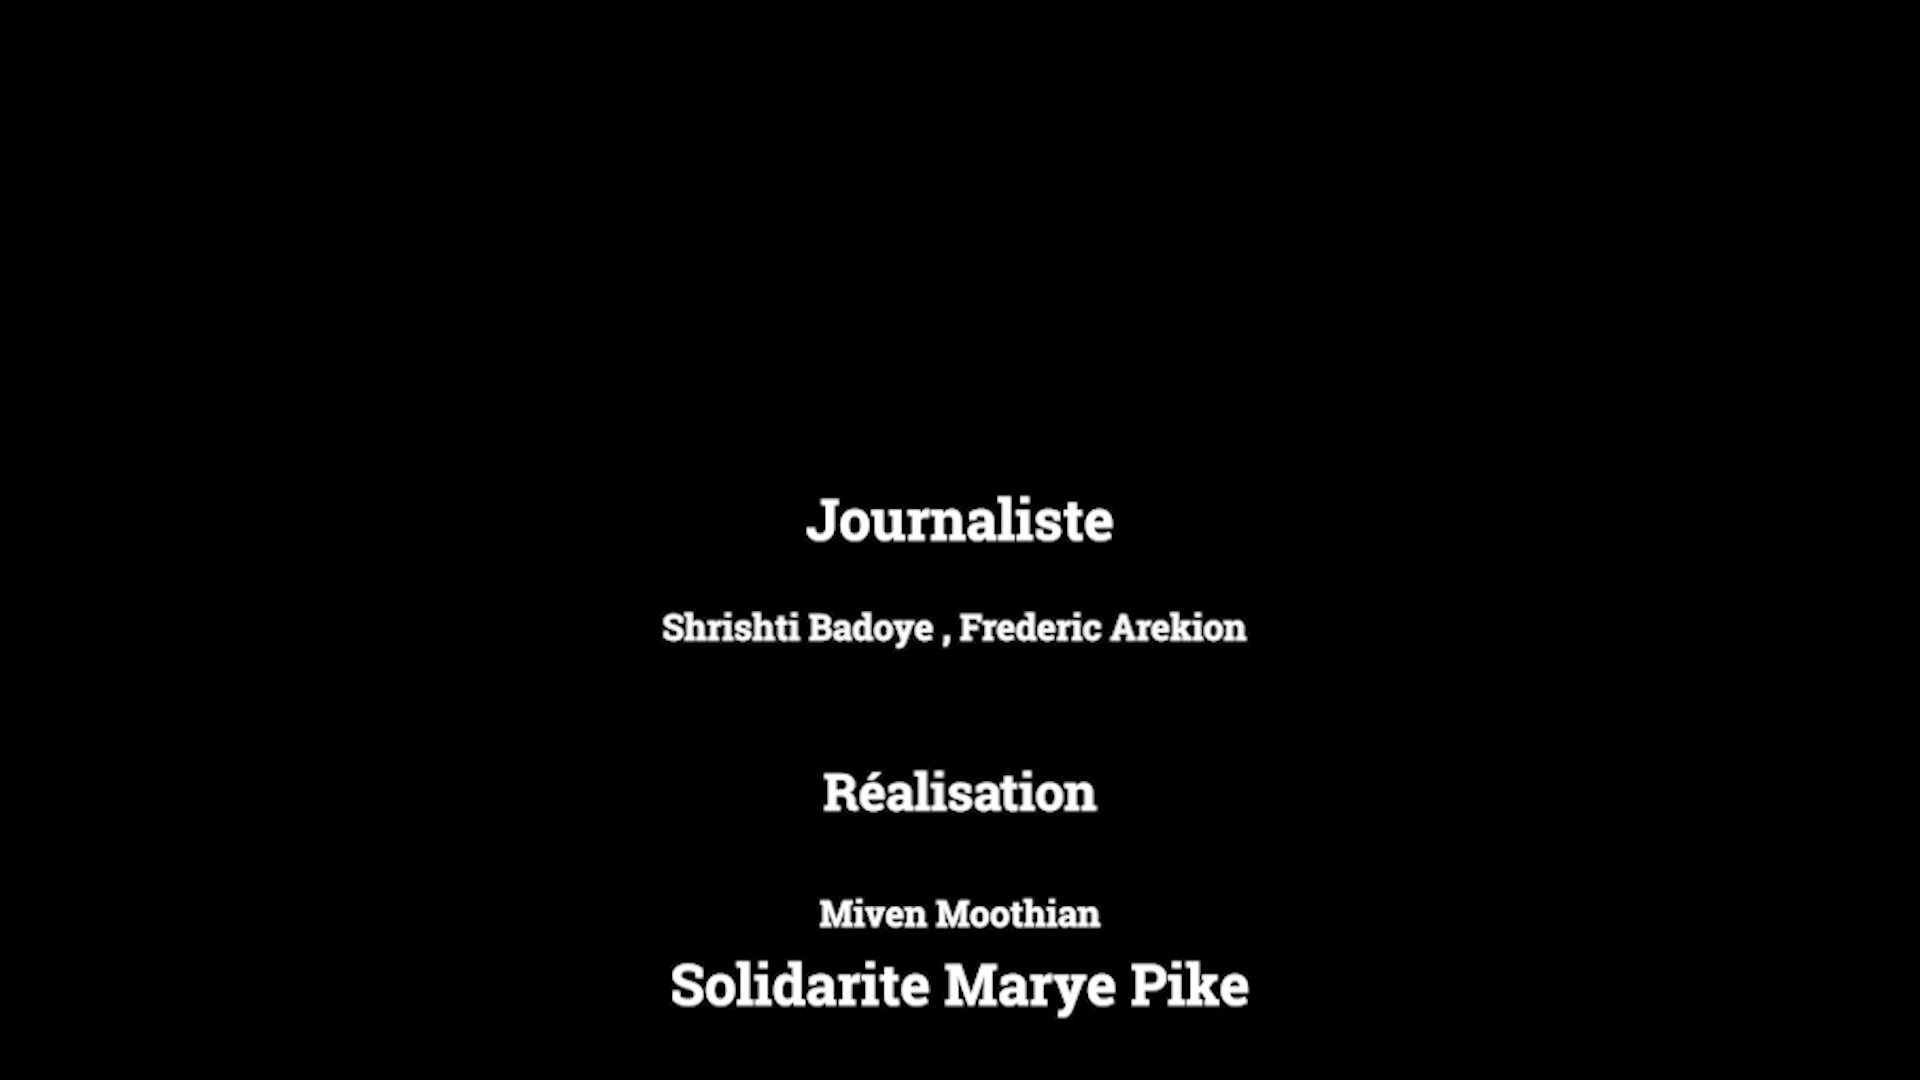 Journaliste
Shrishti Badoye , Frederic Arekion
Réalisation
Miven Moothian
Solidarite Marye Pike